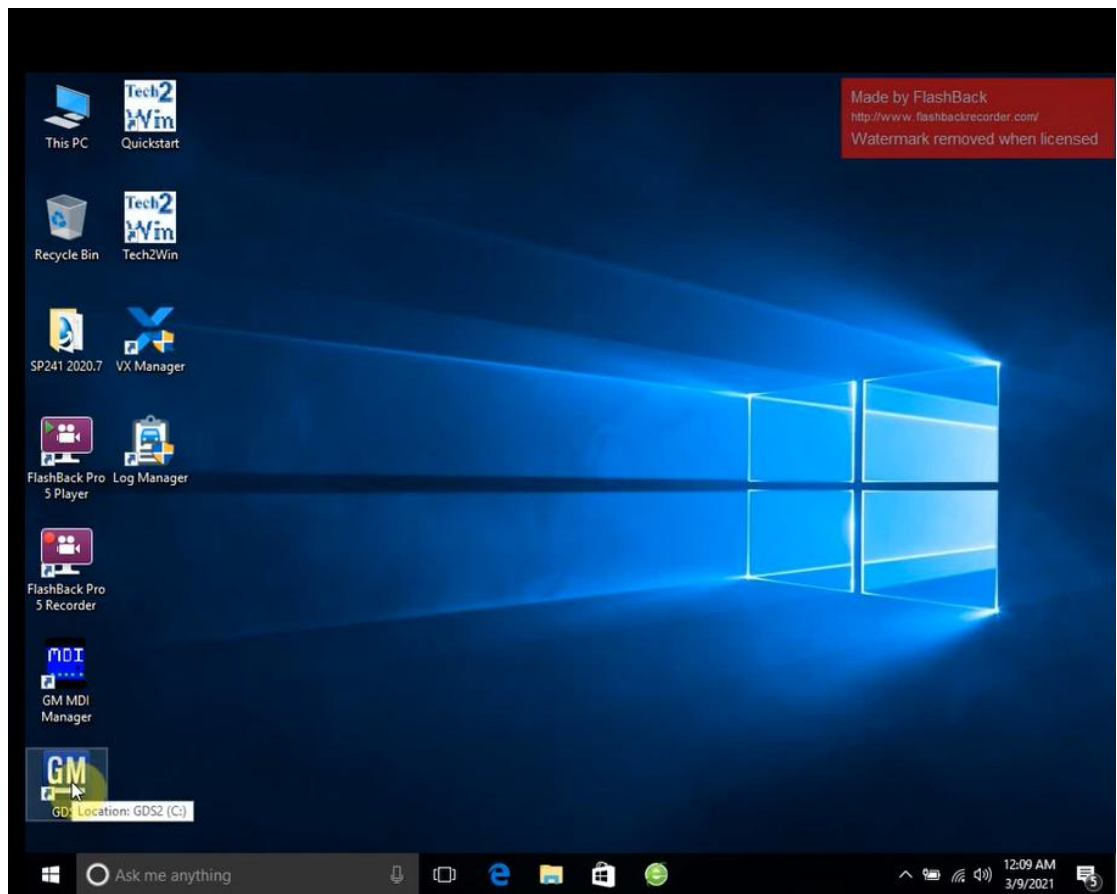 This PC
Tech2
Win
Quickstart
Made by FlashBack
http://www.flashbackrecorder.com/
Watermark removed when licensed
Recycle Bin
Tech2
Win
Tech2Win
SP241 2020.7
VX Manager
FlashBack Pro
5 Player
Log Manager
FlashBack Pro
5 Recorder
MDI
GM MDI
Manager
GM
Location: GDS2 (C:)
Ask me anything
12:09 AM
3/9/2021
5